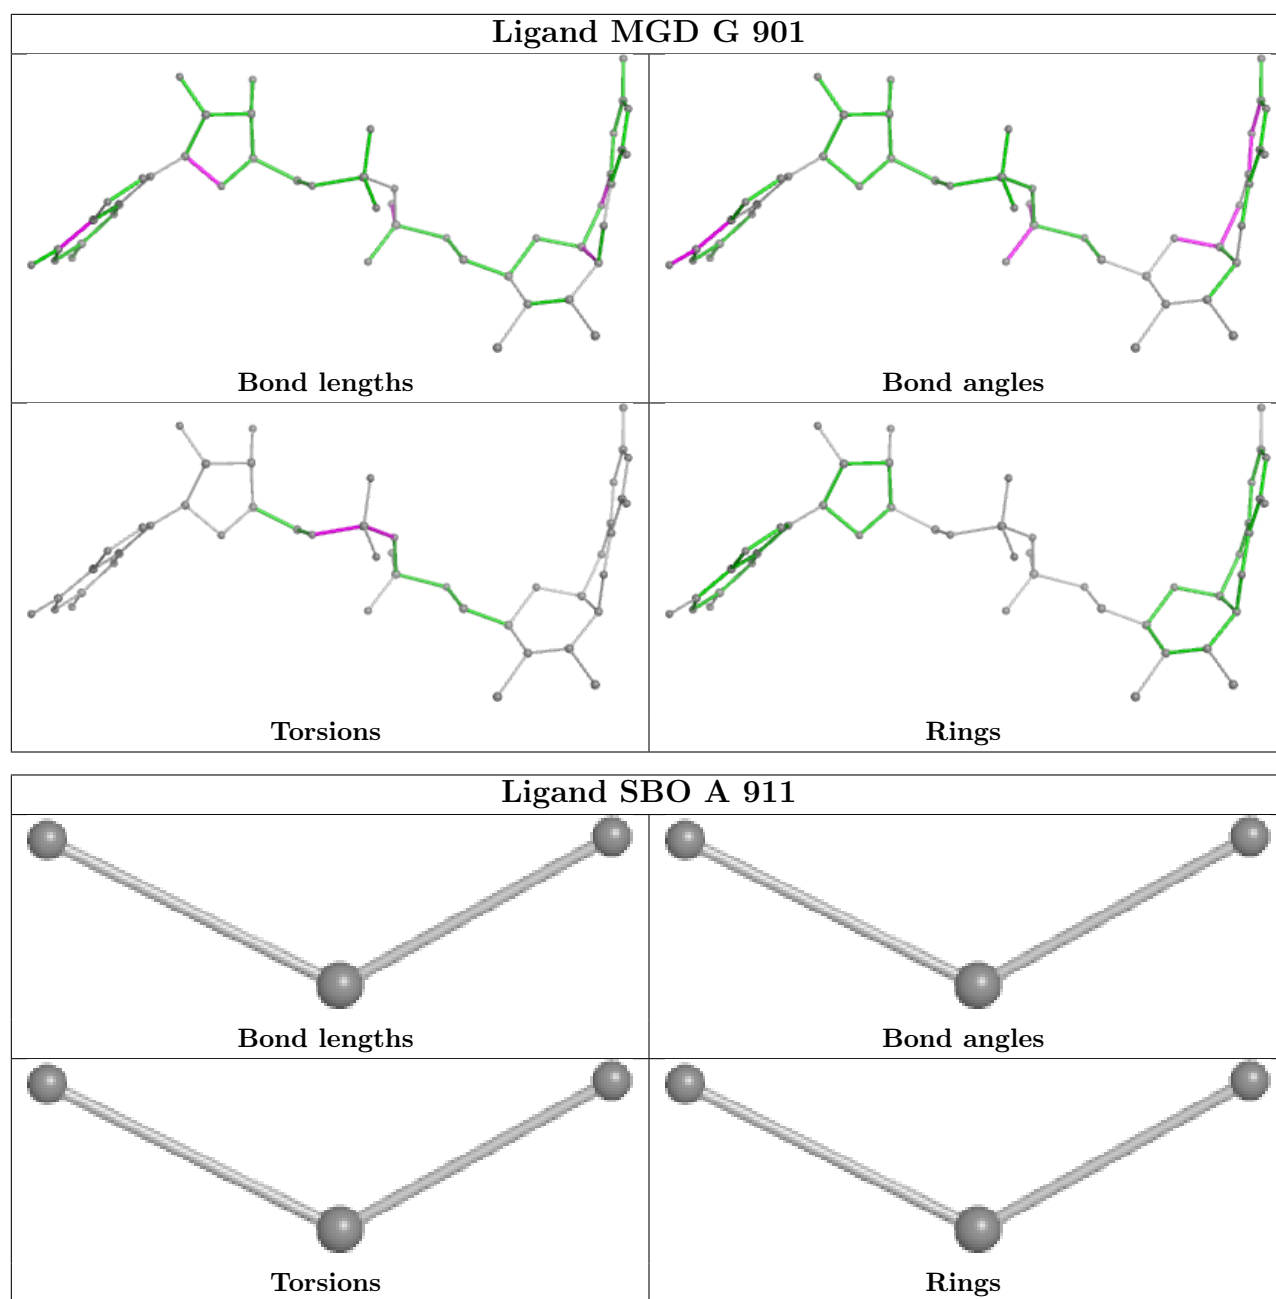 Ligand MGD G 901
Bond lengths
Bond angles
Torsions
Rings
Ligand SBO A 911
Bond lengths
Bond angles
Torsions
Rings